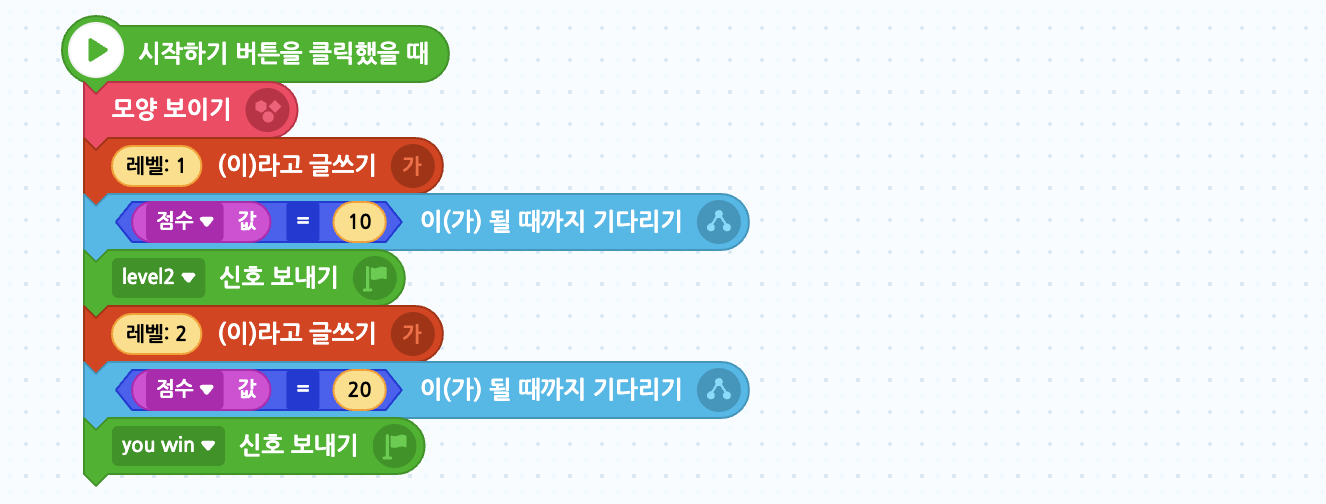 시작하기 버튼을 클릭했을 때
모양 보이기
레벨: 1 (이)라고 글쓰기 가
점수 값 = 10 이(가) 될 때까지 기다리기
level2 신호 보내기
레벨: 2 (이)라고 글쓰기 가
점수 값 = 20 이(가) 될 때까지 기다리기
you win 신호 보내기